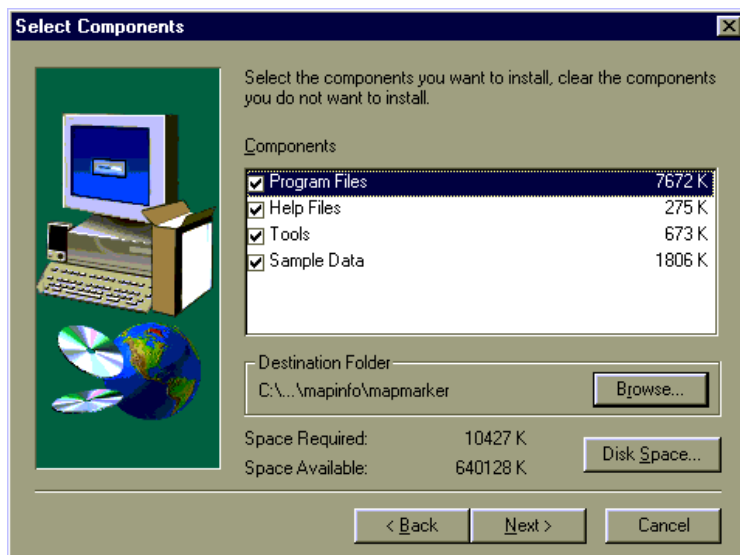 Select Components
Select the components you want to install, clear the components
you do not want to install.
Components
Program Files 7672 K
Help Files 275 K
Tools 673 K
Sample Data 1806 K
Destination Folder
C:\...\mapinfo\mapmarker
Browse...
Space Required: 10427 K
Space Available: 640128 K
Disk Space...
< Back
Next >
Cancel